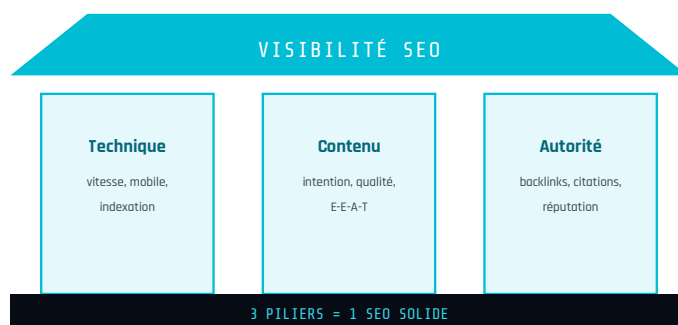 VISIBILITÉ SEO
Technique
vitesse, mobile,
indexation
Contenu
intention, qualité,
E-E-A-T
Autorité
backlinks, citations,
réputation
3 PILIERS = 1 SEO SOLIDE